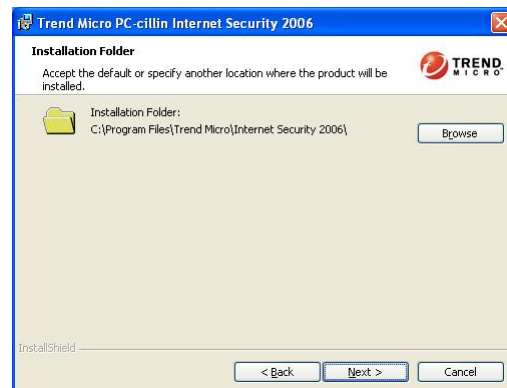 Trend Micro PC-cillin Internet Security 2006
Installation Folder
Accept the default or specify another location where the product will be
installed.
TREND
MICRO
Installation Folder:
C:\Program Files\Trend Micro\Internet Security 2006\
Browse
InstallShield
< Back
Next >
Cancel